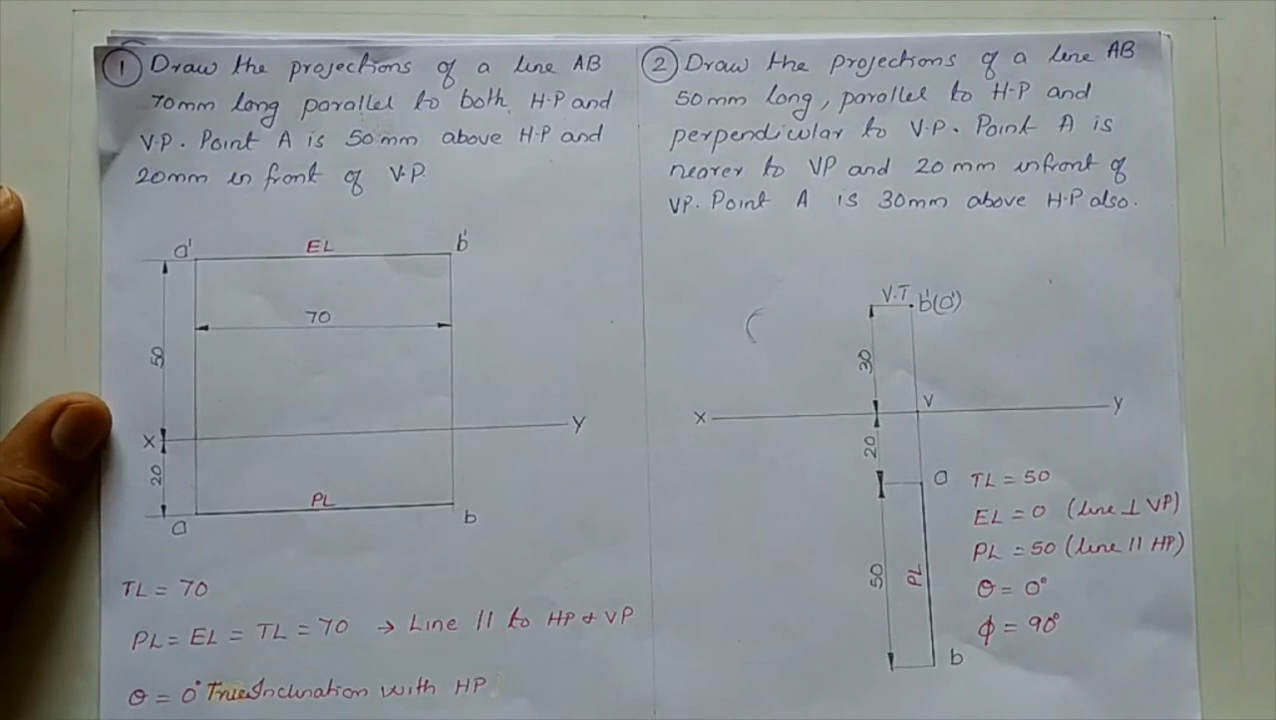 1 Draw the projections of a line AB
70mm long parallel to both H.P and
V.P. Point A is 50mm above H.P and
20mm in front of V.P.
a' EL b'
70
50
X Y
20
PL
a b
TL = 70
PL = EL = TL = 70 → Line // to HP & VP
θ = 0° True Inclination with HP
2 Draw the projections of a line AB
50mm long, parallel to H.P and
perpendicular to V.P. Point A is
nearer to VP and 20mm infront of
VP. Point A is 30mm above H.P also.
V.T b'(a')
30
X V Y
20
a
50
PL
b
TL = 50
EL = 0 (line ⊥ VP)
PL = 50 (line // HP)
θ = 0°
ϕ = 90°